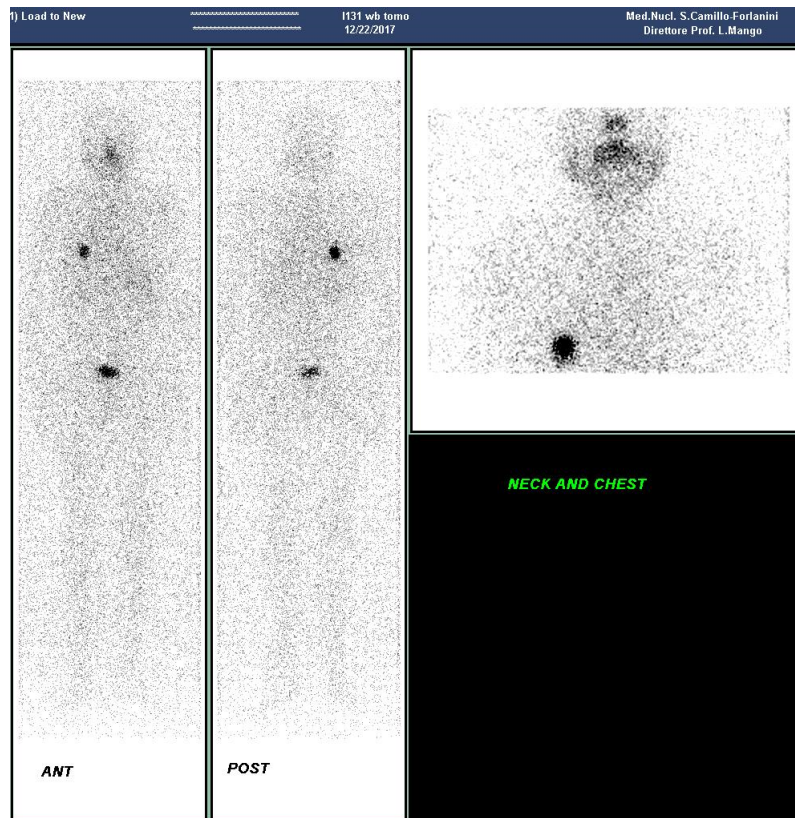 1) Load to New
I131 wb tomo
12/22/2017
Med.Nucl. S.Camillo-Forlanini
Direttore Prof. L.Mango
NECK AND CHEST
ANT
POST